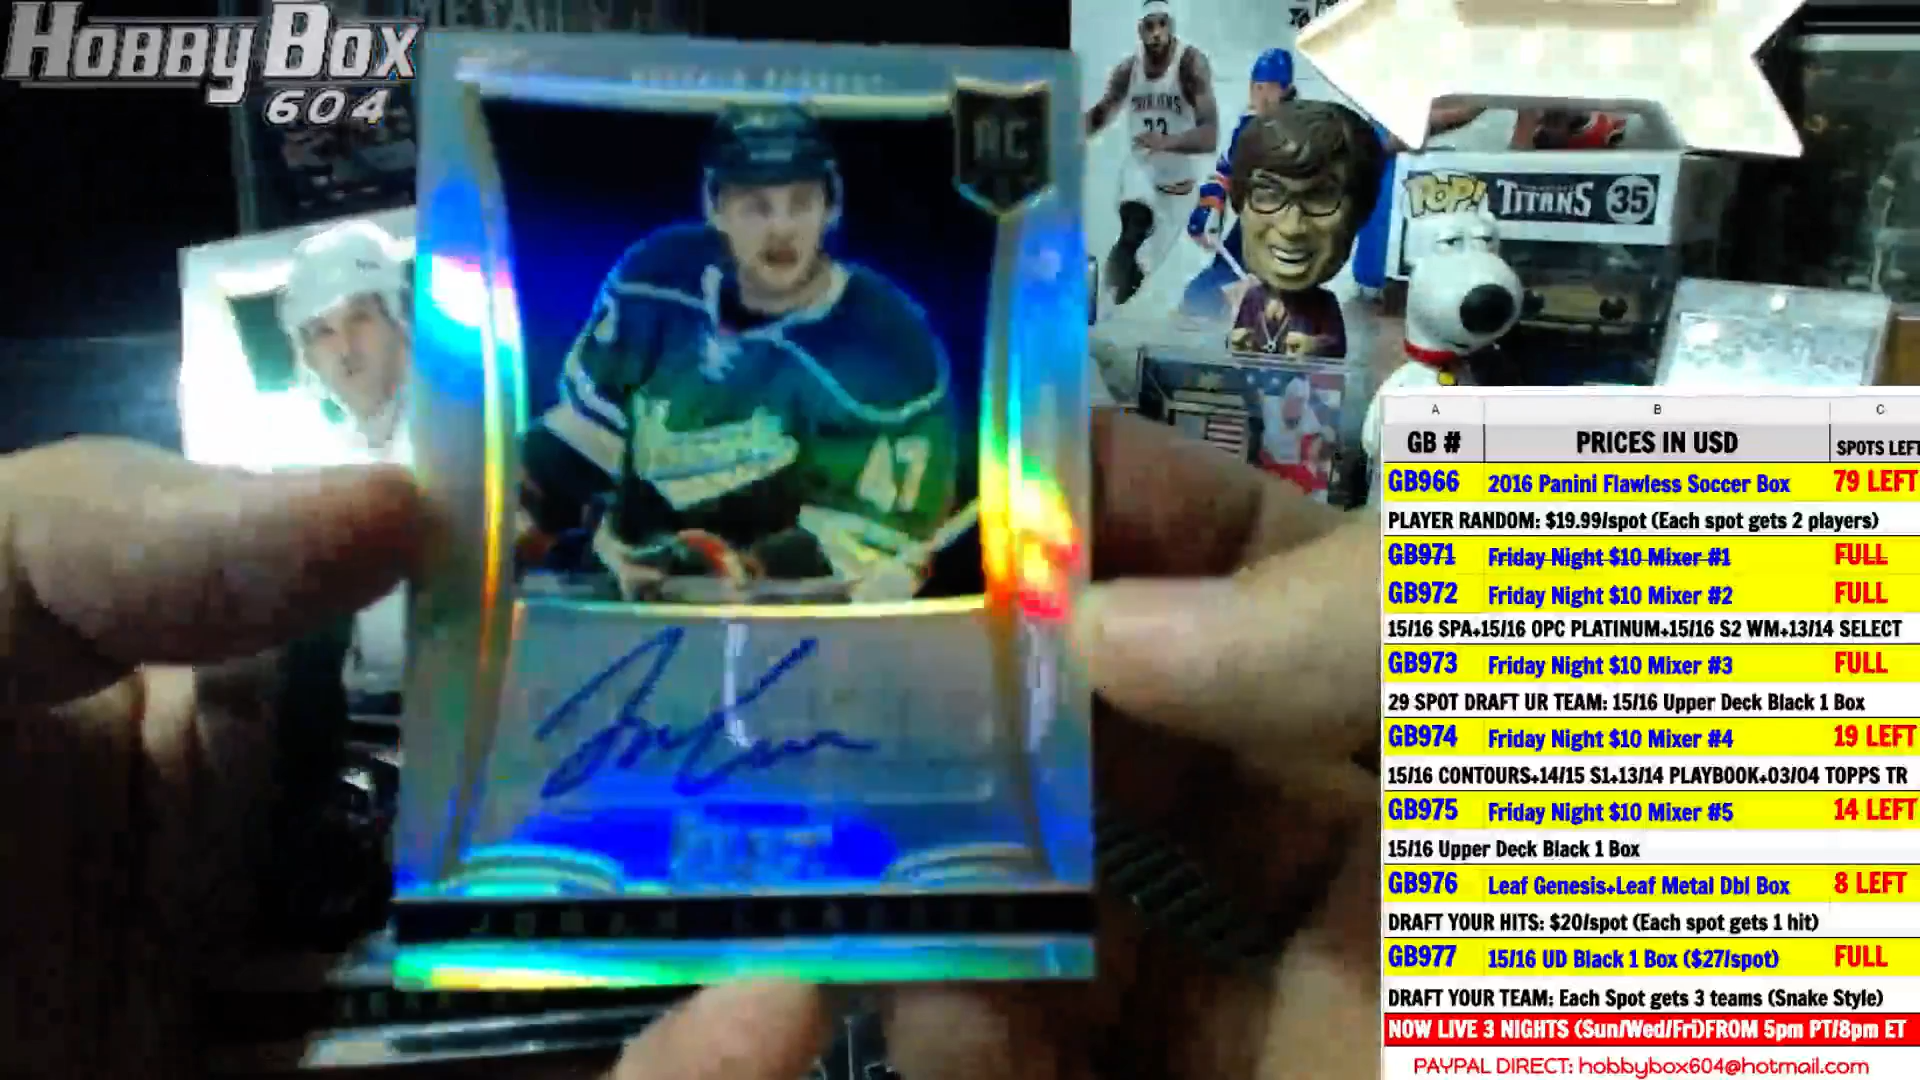 HobbyBox
604
RC
47
POP! TITANS 35
A B C
GB # PRICES IN USD SPOTS LEFT
GB966 2016 Panini Flawless Soccer Box 79 LEFT
PLAYER RANDOM: $19.99/spot (Each spot gets 2 players)
GB971 Friday Night $10 Mixer #1 FULL
GB972 Friday Night $10 Mixer #2 FULL
15/16 SPA+15/16 OPC PLATINUM+15/16 S2 WM+13/14 SELECT
GB973 Friday Night $10 Mixer #3 FULL
29 SPOT DRAFT UR TEAM: 15/16 Upper Deck Black 1 Box
GB974 Friday Night $10 Mixer #4 19 LEFT
15/16 CONTOURS+14/15 S1+13/14 PLAYBOOK+03/04 TOPPS TR
GB975 Friday Night $10 Mixer #5 14 LEFT
15/16 Upper Deck Black 1 Box
GB976 Leaf Genesis+Leaf Metal Dbl Box 8 LEFT
DRAFT YOUR HITS: $20/spot (Each spot gets 1 hit)
GB977 15/16 UD Black 1 Box ($27/spot) FULL
DRAFT YOUR TEAM: Each Spot gets 3 teams (Snake Style)
NOW LIVE 3 NIGHTS (Sun/Wed/Fri)FROM 5pm PT/8pm ET
PAYPAL DIRECT: hobbybox604@hotmail.com